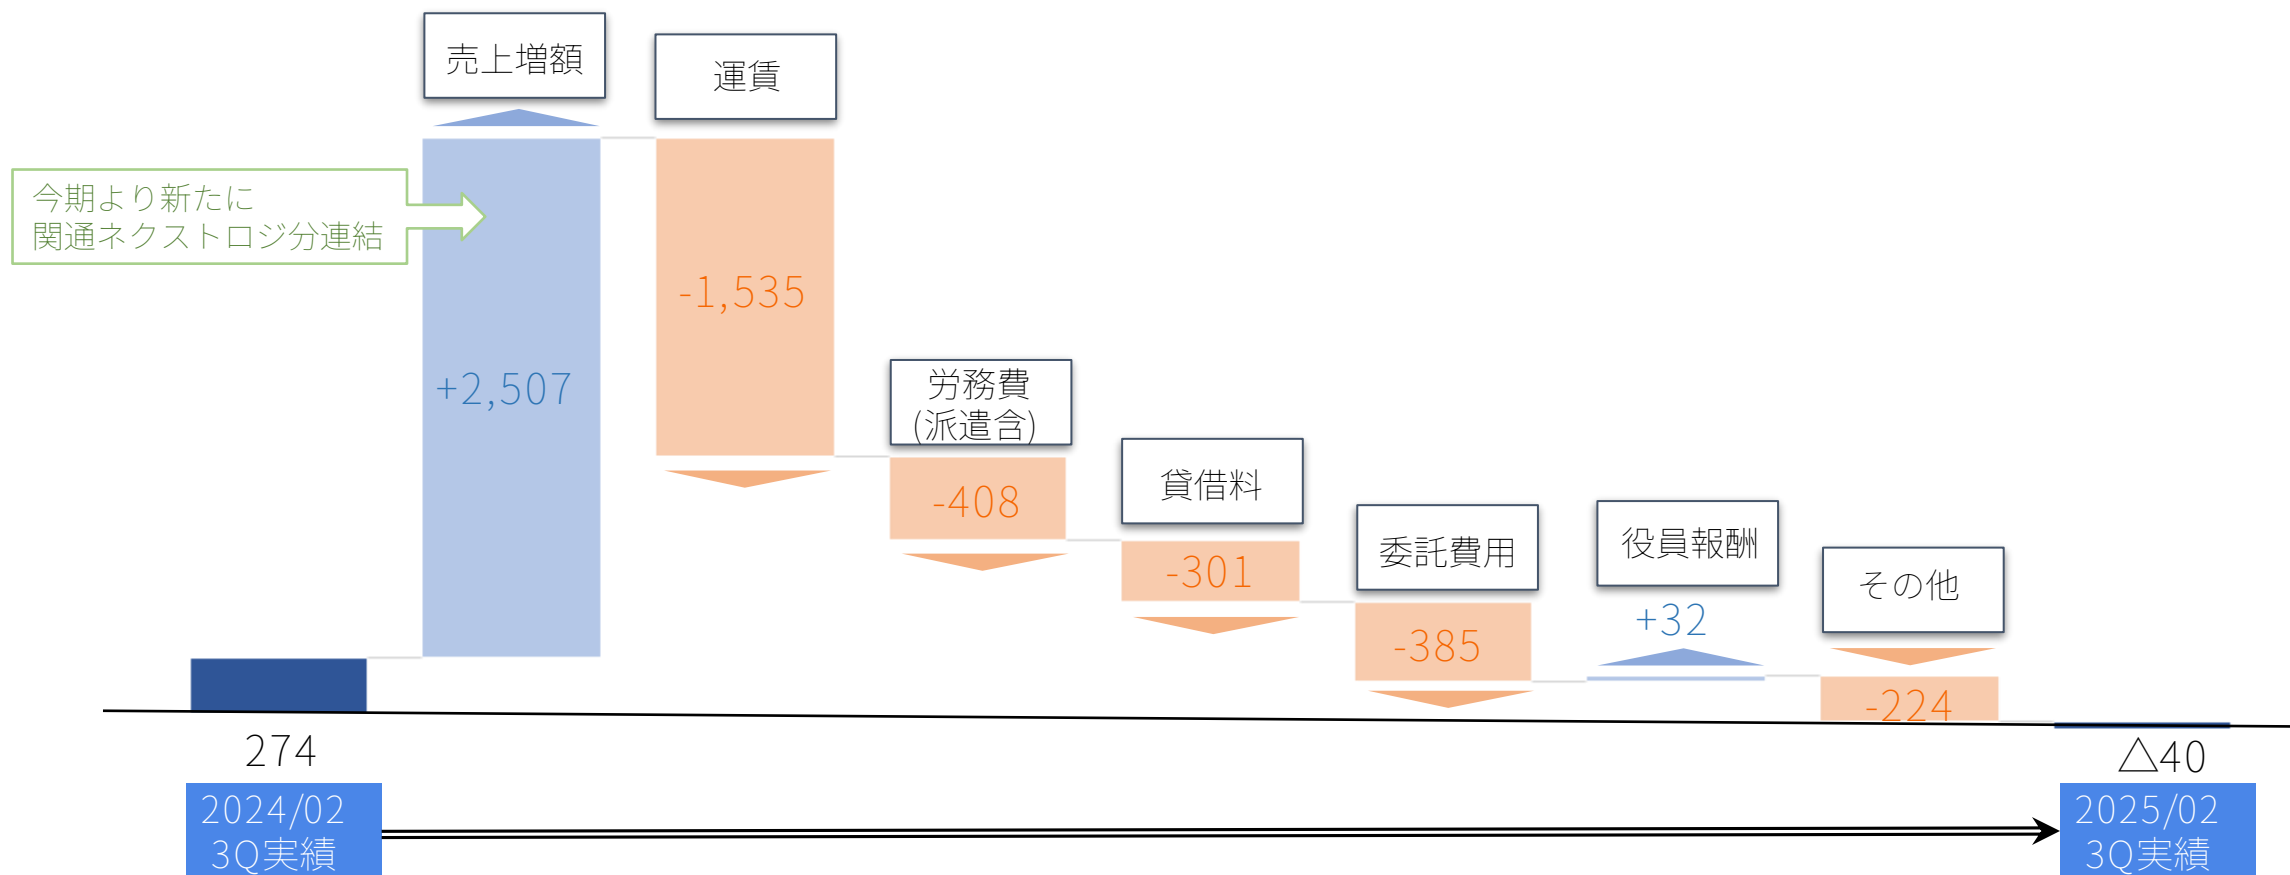 売上増額
運賃
今期より新たに
関通ネクストロジ分連結
+2,507
-1,535
労務費
(派遣含)
-408
貸借料
-301
委託費用
-385
役員報酬
+32
その他
-224
274
△40
2024/02
3Q実績
2025/02
3Q実績